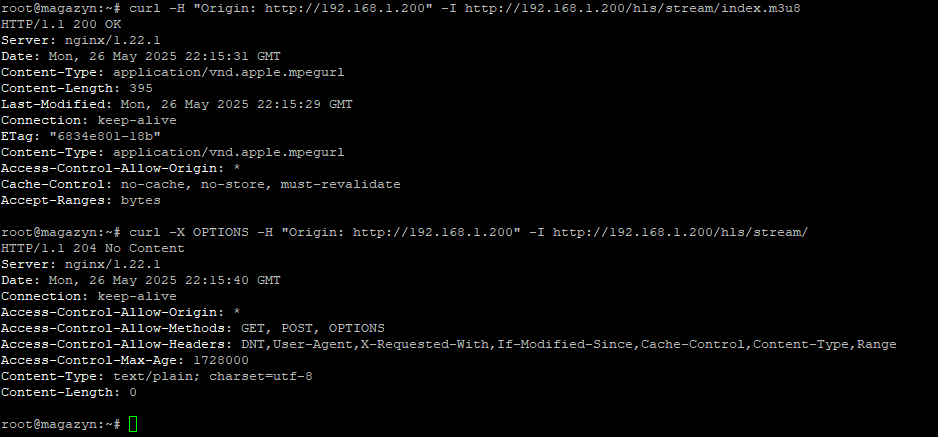 root@magazyn:~# curl -H "Origin: http://192.168.1.200" -I http://192.168.1.200/hls/stream/index.m3u8
HTTP/1.1 200 OK
Server: nginx/1.22.1
Date: Mon, 26 May 2025 22:15:31 GMT
Content-Type: application/vnd.apple.mpegurl
Content-Length: 395
Last-Modified: Mon, 26 May 2025 22:15:29 GMT
Connection: keep-alive
ETag: "6834e801-18b"
Content-Type: application/vnd.apple.mpegurl
Access-Control-Allow-Origin: *
Cache-Control: no-cache, no-store, must-revalidate
Accept-Ranges: bytes

root@magazyn:~# curl -X OPTIONS -H "Origin: http://192.168.1.200" -I http://192.168.1.200/hls/stream/
HTTP/1.1 204 No Content
Server: nginx/1.22.1
Date: Mon, 26 May 2025 22:15:40 GMT
Connection: keep-alive
Access-Control-Allow-Origin: *
Access-Control-Allow-Methods: GET, POST, OPTIONS
Access-Control-Allow-Headers: DNT,User-Agent,X-Requested-With,If-Modified-Since,Cache-Control,Content-Type,Range
Access-Control-Max-Age: 1728000
Content-Type: text/plain; charset=utf-8
Content-Length: 0

root@magazyn:~#